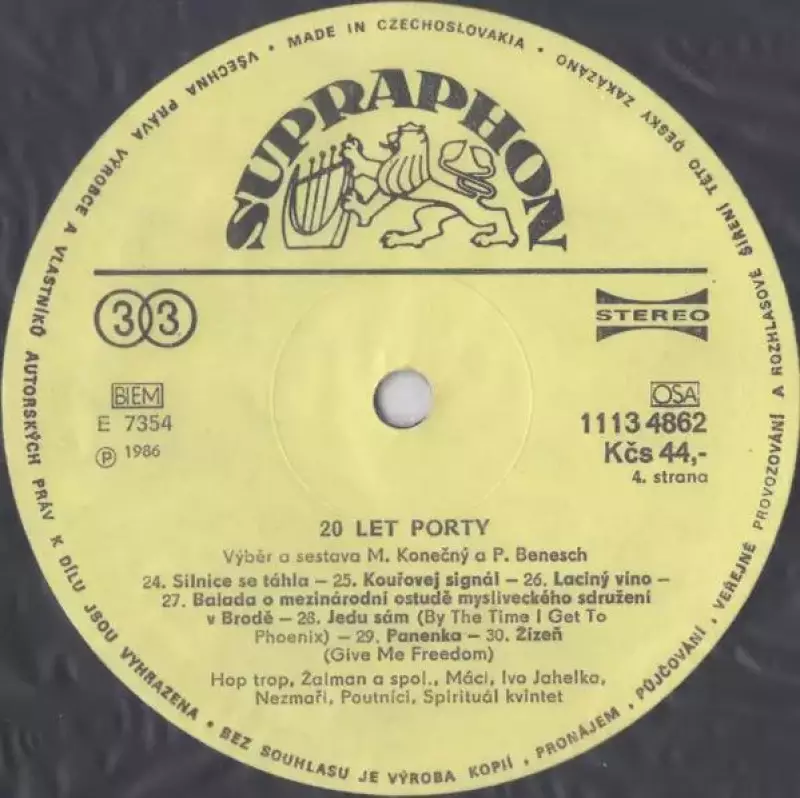 MADE IN CZECHOSLOVAKIA • VŠECHNA PRÁVA VÝROBCE A VLASTNÍKŮ AUTORSKÝCH PRÁV K DÍLU JSOU VYHRAZENA • BEZ SOUHLASU JE VÝROBA KOPIÍ, PRONÁJEM, PŮJČOVÁNÍ, VEŘEJNÉ PROVOZOVÁNÍ A ROZHLASOVÉ ŠÍŘENÍ TÉTO DESKY ZAKÁZÁNO •
SUPRAPHON
33
STEREO
BIEM
E 7354
Ⓟ 1986
OSA
1113 4862
Kčs 44,-
4. strana
20 LET PORTY
Výběr a sestava M. Konečný a P. Benesch
24. Silnice se táhla – 25. Kouřovej signál – 26. Laciný vino –
27. Balada o mezinárodní ostudě mysliveckého sdružení
v Brodě – 28. Jedu sám (By The Time I Get To
Phoenix) – 29. Panenka – 30. Žízeň
(Give Me Freedom)
Hop trop, Žalman a spol., Máci, Ivo Jahelka,
Nezmaři, Poutníci, Spirituál kvintet